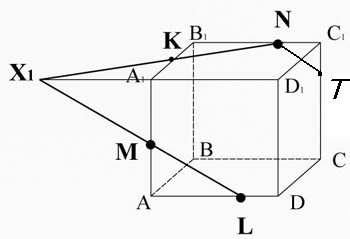 B₁ N C₁
K
X₁ A₁ D₁ T
M B C
A L D